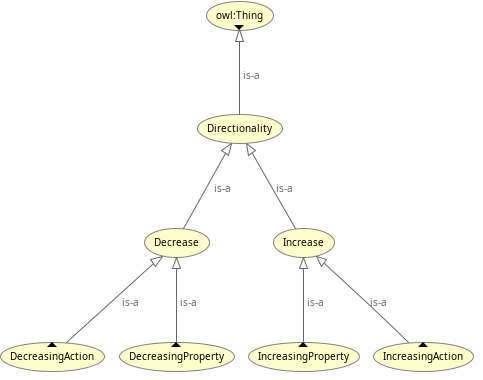 owl:Thing
is-a
Directionality
is-a
is-a
Decrease
Increase
is-a
is-a
is-a
is-a
DecreasingAction
DecreasingProperty
IncreasingProperty
IncreasingAction